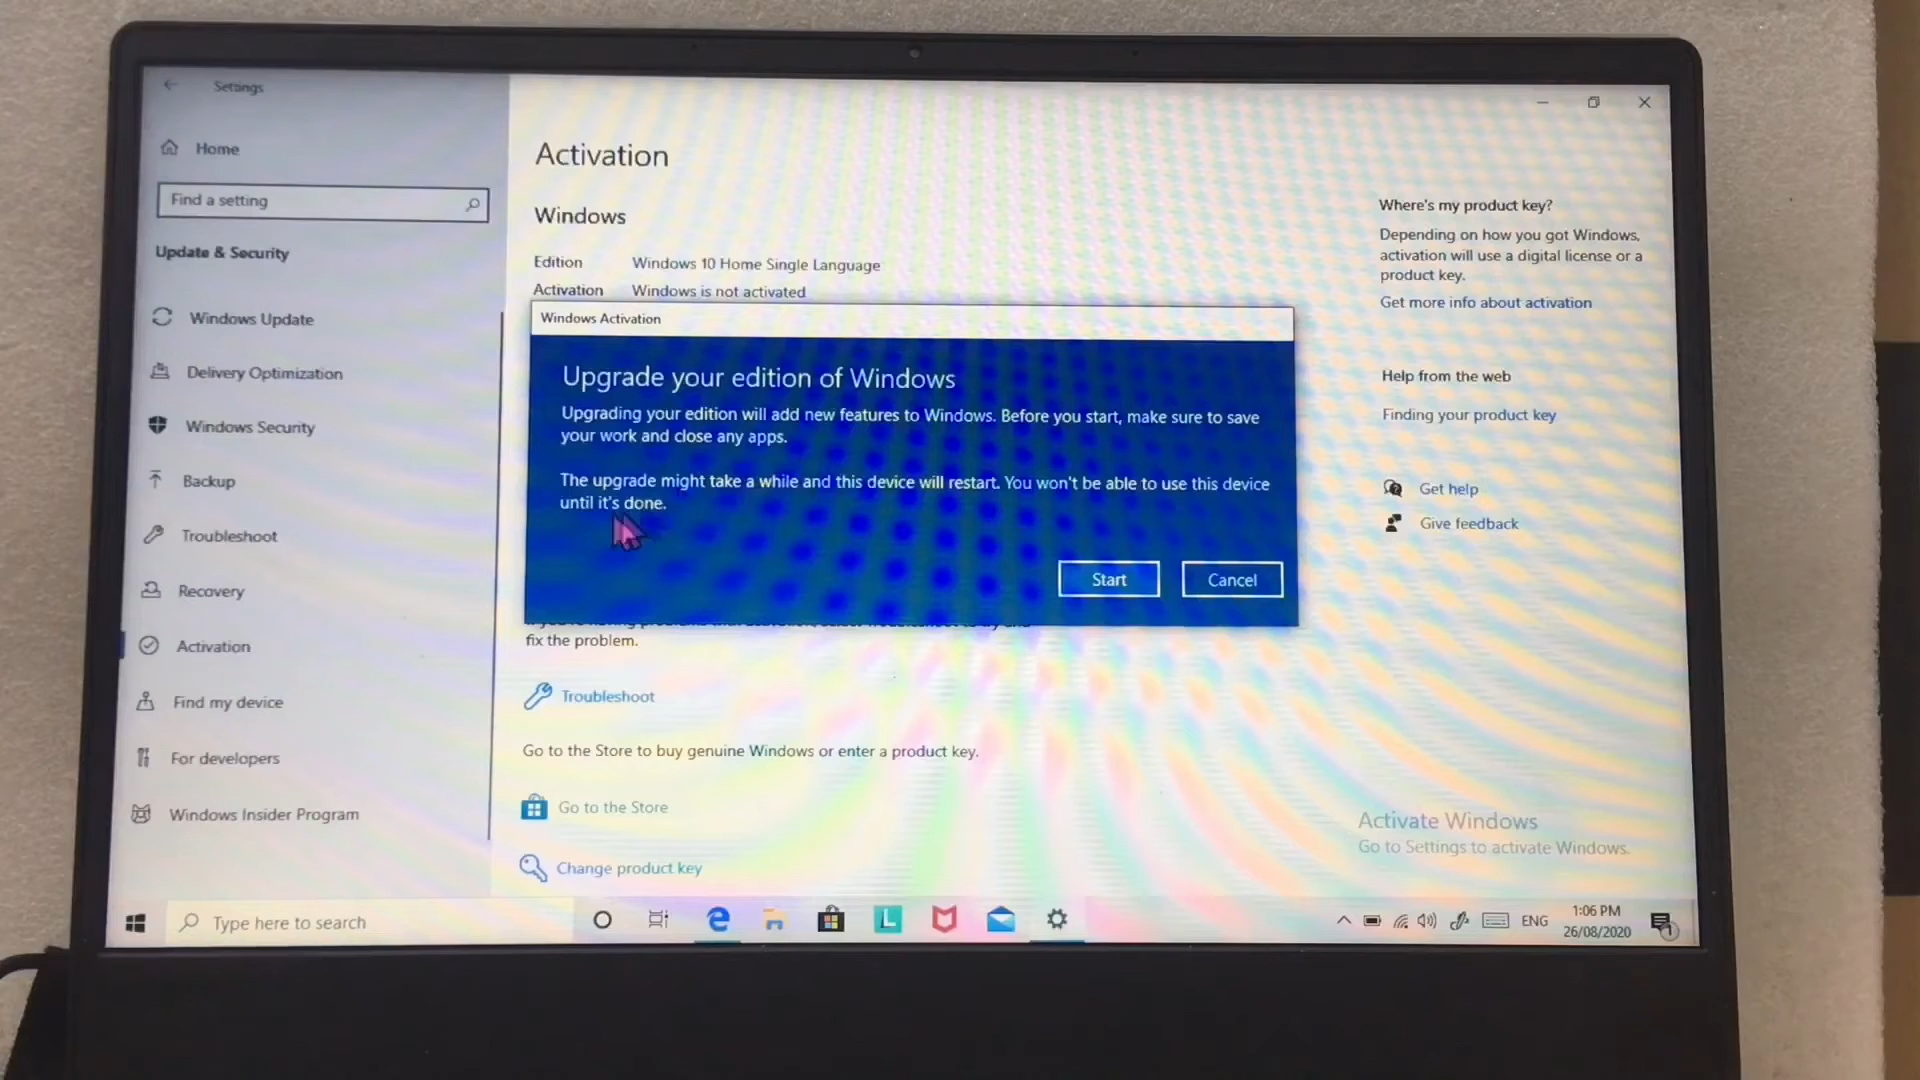 Settings
Home
Find a setting
Update & Security
Windows Update
Delivery Optimization
Windows Security
Backup
Troubleshoot
Recovery
Activation
Find my device
For developers
Windows Insider Program
Activation
Windows
Edition Windows 10 Home Single Language
Activation Windows is not activated
Windows Activation
Upgrade your edition of Windows
Upgrading your edition will add new features to Windows. Before you start, make sure to save
your work and close any apps.
The upgrade might take a while and this device will restart. You won't be able to use this device
until it's done.
Start Cancel
fix the problem.
Troubleshoot
Go to the Store to buy genuine Windows or enter a product key.
Go to the Store
Change product key
Where's my product key?
Depending on how you got Windows,
activation will use a digital license or a
product key.
Get more info about activation
Help from the web
Finding your product key
Get help
Give feedback
Activate Windows
Go to Settings to activate Windows.
Type here to search
L
ENG
1:06 PM
26/08/2020
1